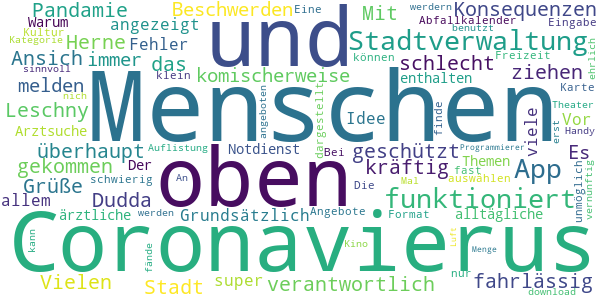 Pandamie und Beschwerden Eine werdern Konsequenzen
Warum angezeigt Mit Abfallkalender Eingabe
Kultur Herne Fehler Stadtverwaltung benutzt
Kategorie Ansich immer das können Freizeit ehrlich
sinnvoll komischerweise schlecht ziehen
melden klein Menschen enthalten Karte
Leschny nich angeboten dargestellt Idee finde viele Theater
Arztsuche Vor erst Handy
überhaupt Auflistung Notdienst Bei geschützt Programmierer Es
gekommen Der oben kräftig Themen App unmöglich vernünftig
Grüße schwierig An Die Mal fast auswählen
allem Dudda funktioniert
ärztliche werden Grundsätzlich Angebote Format alltägliche
Coronavierus
kann fände Kino Luft Menge
Vielen Stadt super verantwortlich nur fahrlässig
download